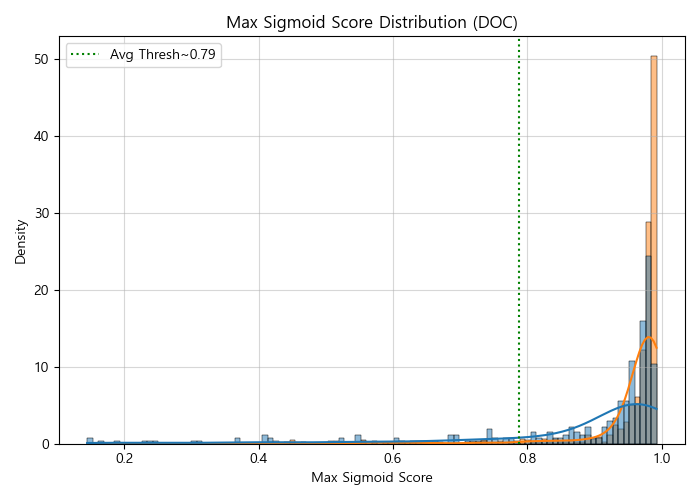 Max Sigmoid Score Distribution (DOC)
Avg Thresh~0.79
Density
50
40
30
20
10
0
0.2 0.4 0.6 0.8 1.0
Max Sigmoid Score